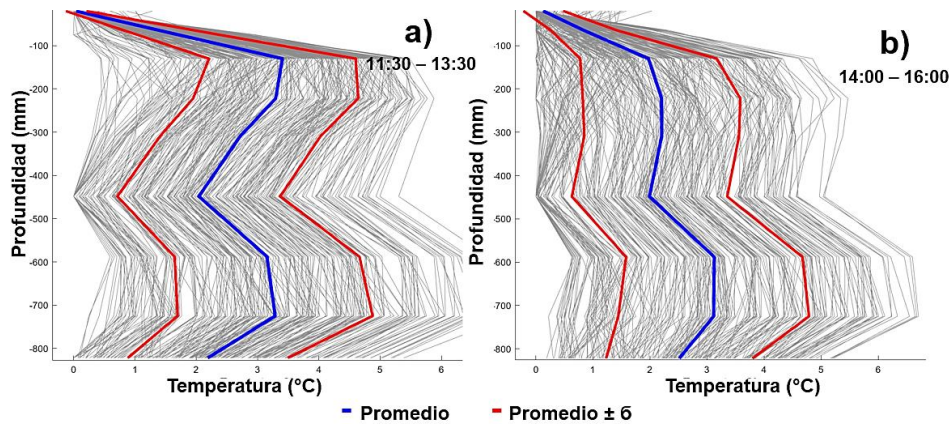 a)
11:30 – 13:30
Profundidad (mm)
-100
-200
-300
-400
-500
-600
-700
-800
0 1 2 3 4 5 6
Temperatura (°C)
b)
14:00 – 16:00
Profundidad (mm)
-100
-200
-300
-400
-500
-600
-700
-800
0 1 2 3 4 5 6
Temperatura (°C)
Promedio Promedio ± б